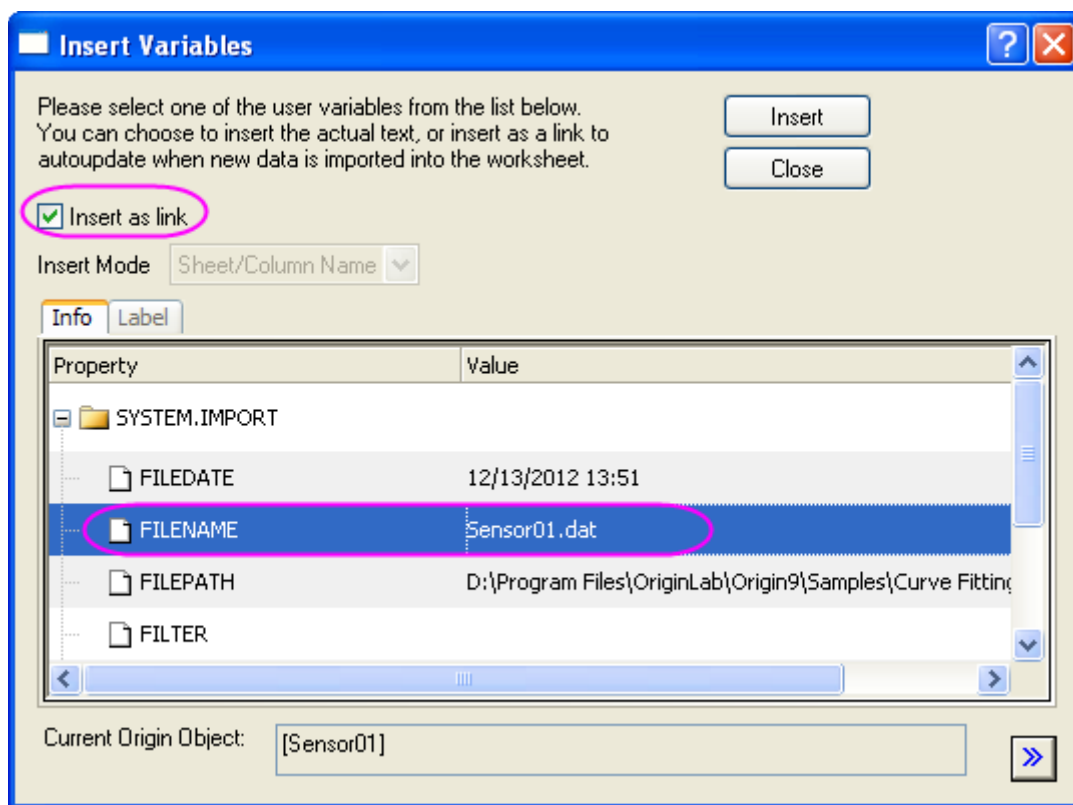 Insert Variables
Please select one of the user variables from the list below.
You can choose to insert the actual text, or insert as a link to
autoupdate when new data is imported into the worksheet.
Insert
Close
Insert as link
Insert Mode Sheet/Column Name
Info Label
Property Value
SYSTEM.IMPORT
FILEDATE 12/13/2012 13:51
FILENAME Sensor01.dat
FILEPATH D:\Program Files\OriginLab\Origin9\Samples\Curve Fitting
FILTER
Current Origin Object: [Sensor01]